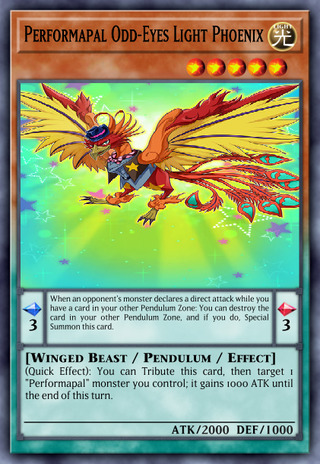 Performapal Odd-Eyes Light Phoenix
LIGHT
光
When an opponent's monster declares a direct attack while you
have a card in your other Pendulum Zone: You can destroy the
card in your other Pendulum Zone, and if you do, Special
Summon this card.
3
3
[Winged Beast / Pendulum / Effect]
(Quick Effect): You can Tribute this card, then target 1
"Performapal" monster you control; it gains 1000 ATK until
the end of this turn.
ATK/2000 DEF/1000